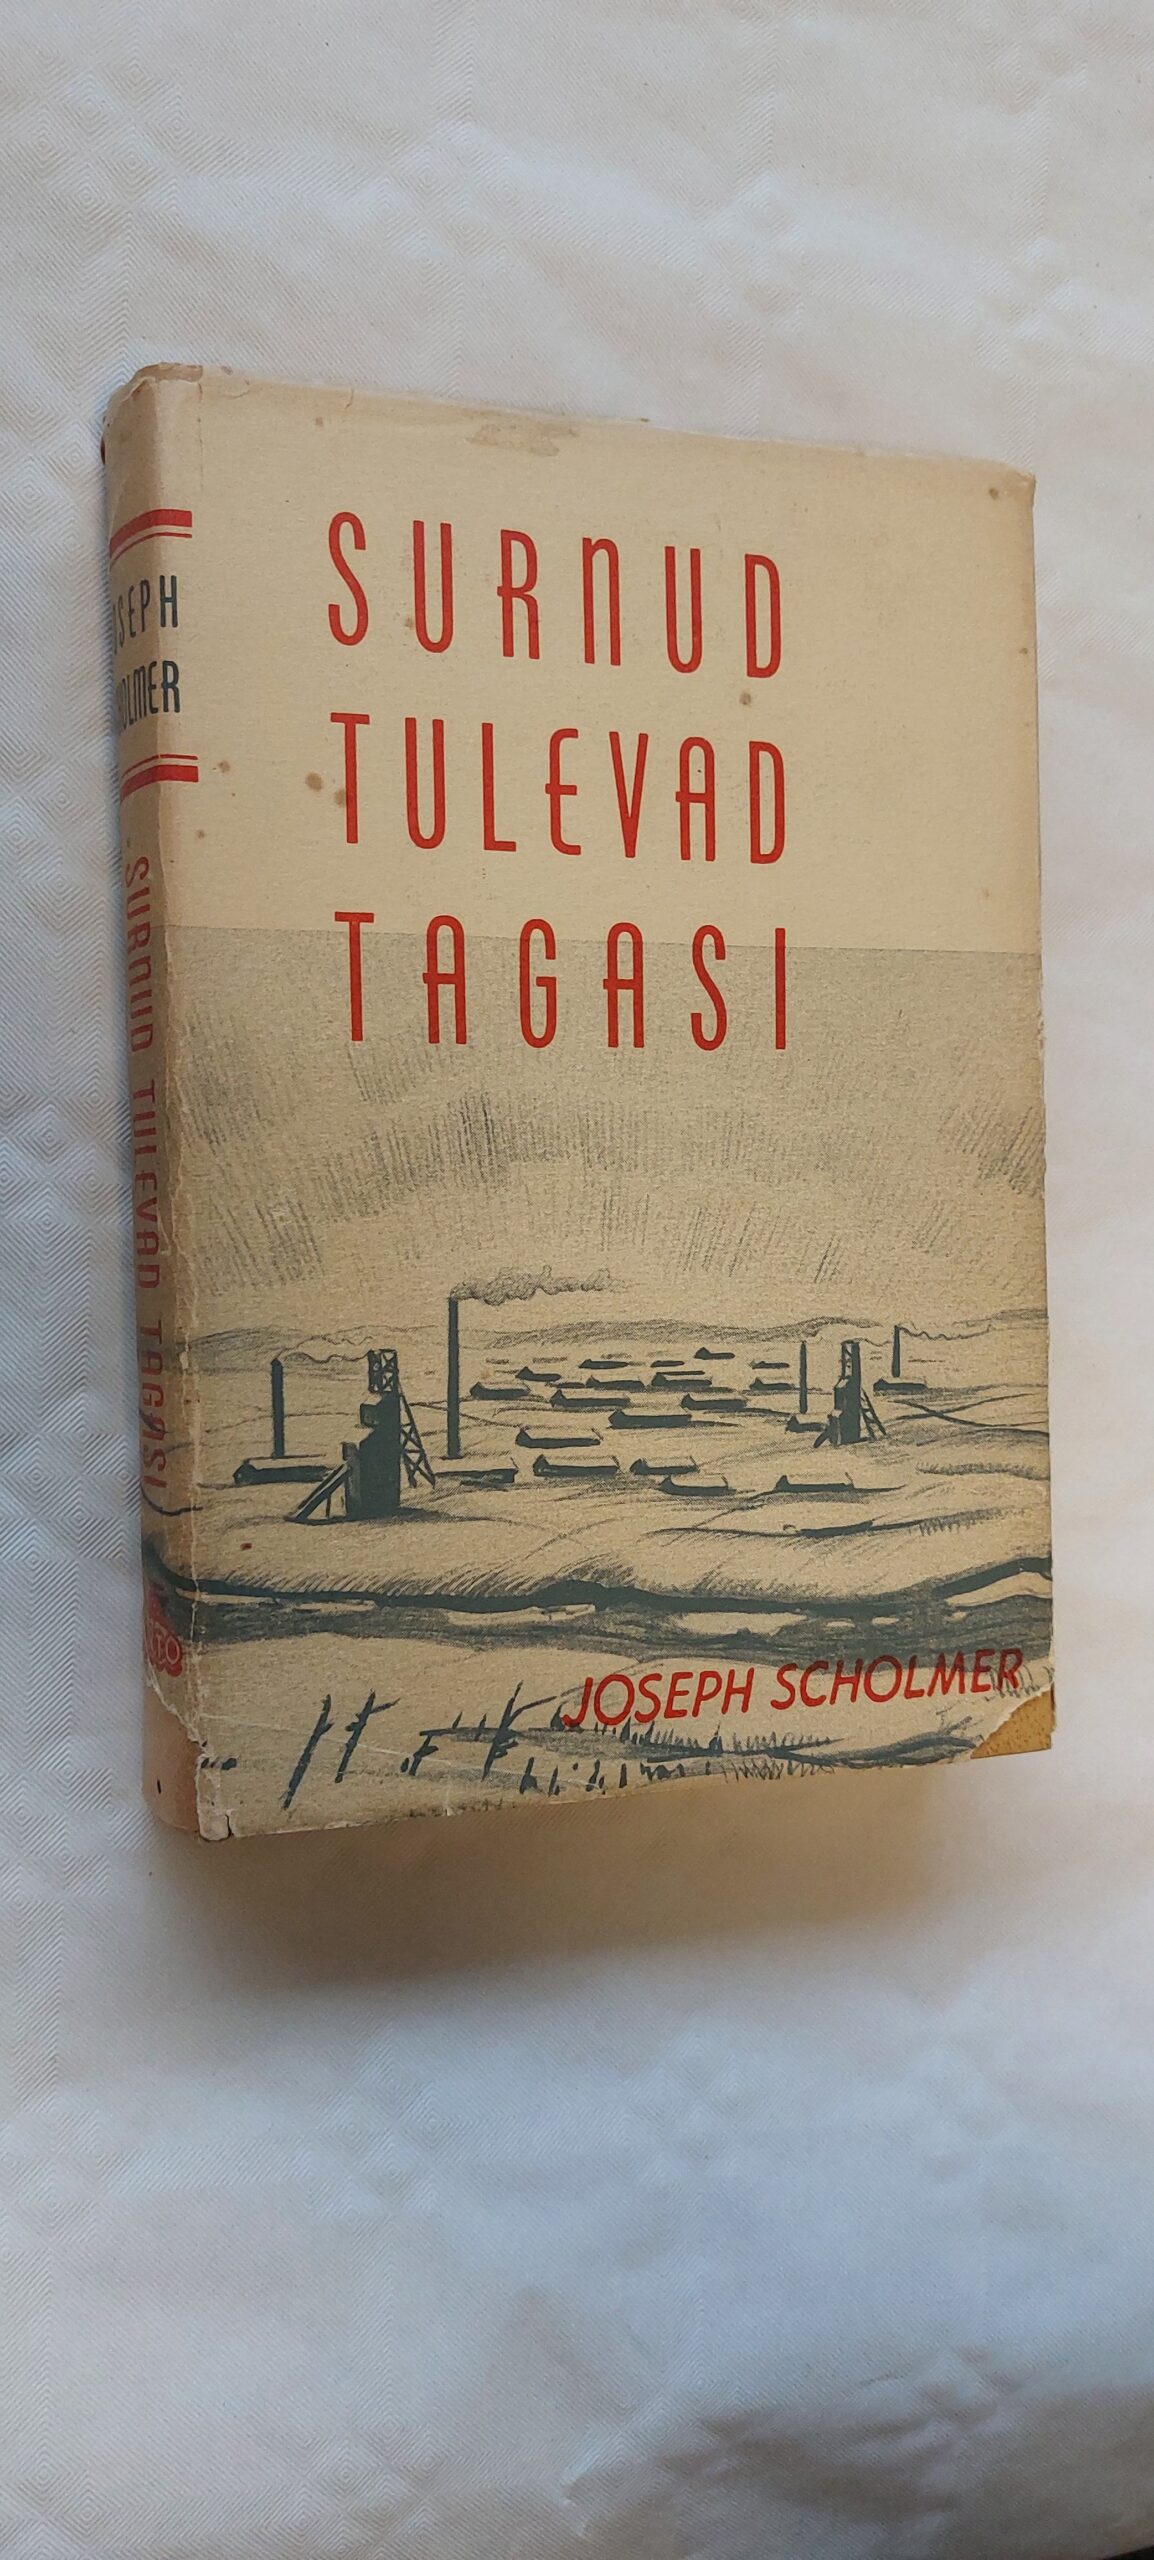 SURNUD
TULEVAD
TAGASI
JOSEPH SCHOLMER
SURNUD TULEVAD TAGASI